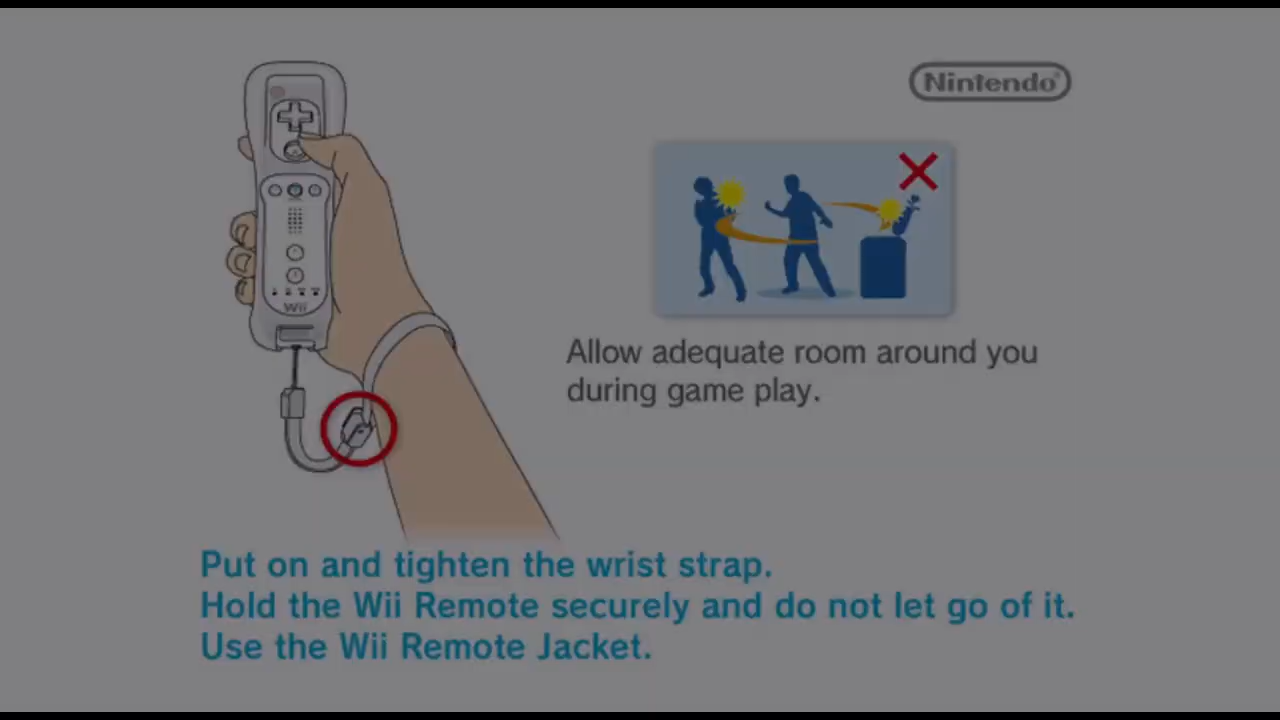 Nintendo®
Wii
Allow adequate room around you
during game play.
Put on and tighten the wrist strap.
Hold the Wii Remote securely and do not let go of it.
Use the Wii Remote Jacket.